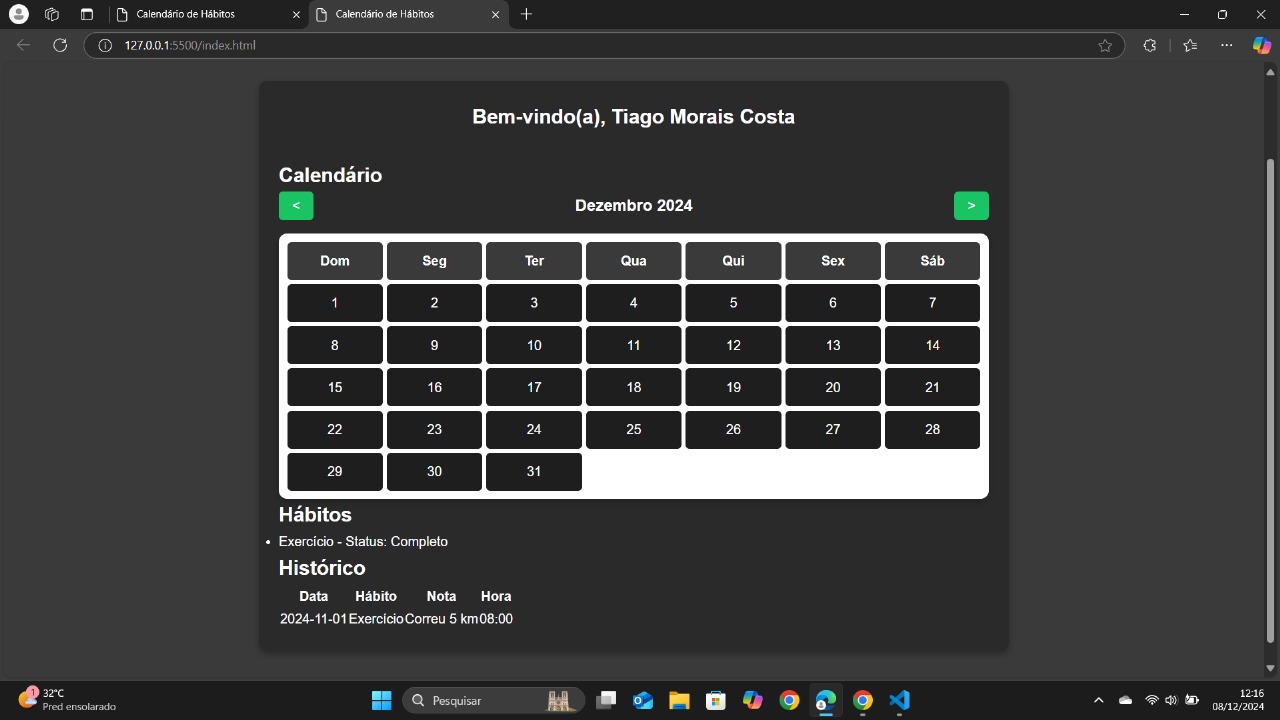 Calendário de Hábitos
Calendário de Hábitos
127.0.0.1:5500/index.html
Bem-vindo(a), Tiago Morais Costa
Calendário
< Dezembro 2024 >
Dom Seg Ter Qua Qui Sex Sáb
1 2 3 4 5 6 7
8 9 10 11 12 13 14
15 16 17 18 19 20 21
22 23 24 25 26 27 28
29 30 31
Hábitos
• Exercício - Status: Completo
Histórico
Data Hábito Nota Hora
2024-11-01 Exercício Correu 5 km 08:00
1
32°C
Pred ensolarado
Pesquisar
12:16
08/12/2024